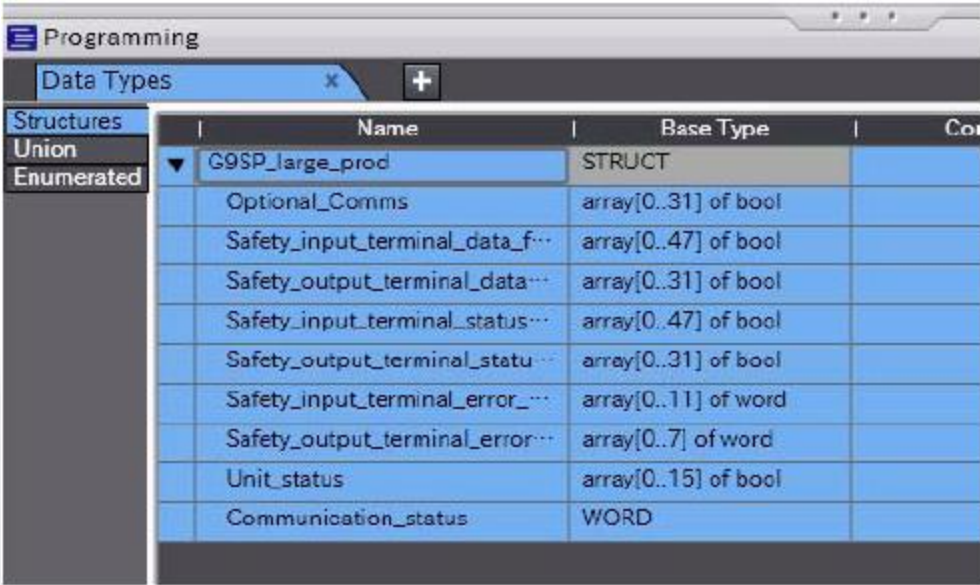 Programming
Data Types
Structures
Union
Enumerated
Name Base Type Co
G9SP_large_prod STRUCT
Optional_Comms array[0..31] of bool
Safety_input_terminal_data_f··· array[0..47] of bool
Safety_output_terminal_data··· array[0..31] of bool
Safety_input_terminal_status··· array[0..47] of bool
Safety_output_terminal_statu··· array[0..31] of bool
Safety_input_terminal_error_··· array[0..11] of word
Safety_output_terminal_error··· array[0..7] of word
Unit_status array[0..15] of bool
Communication_status WORD